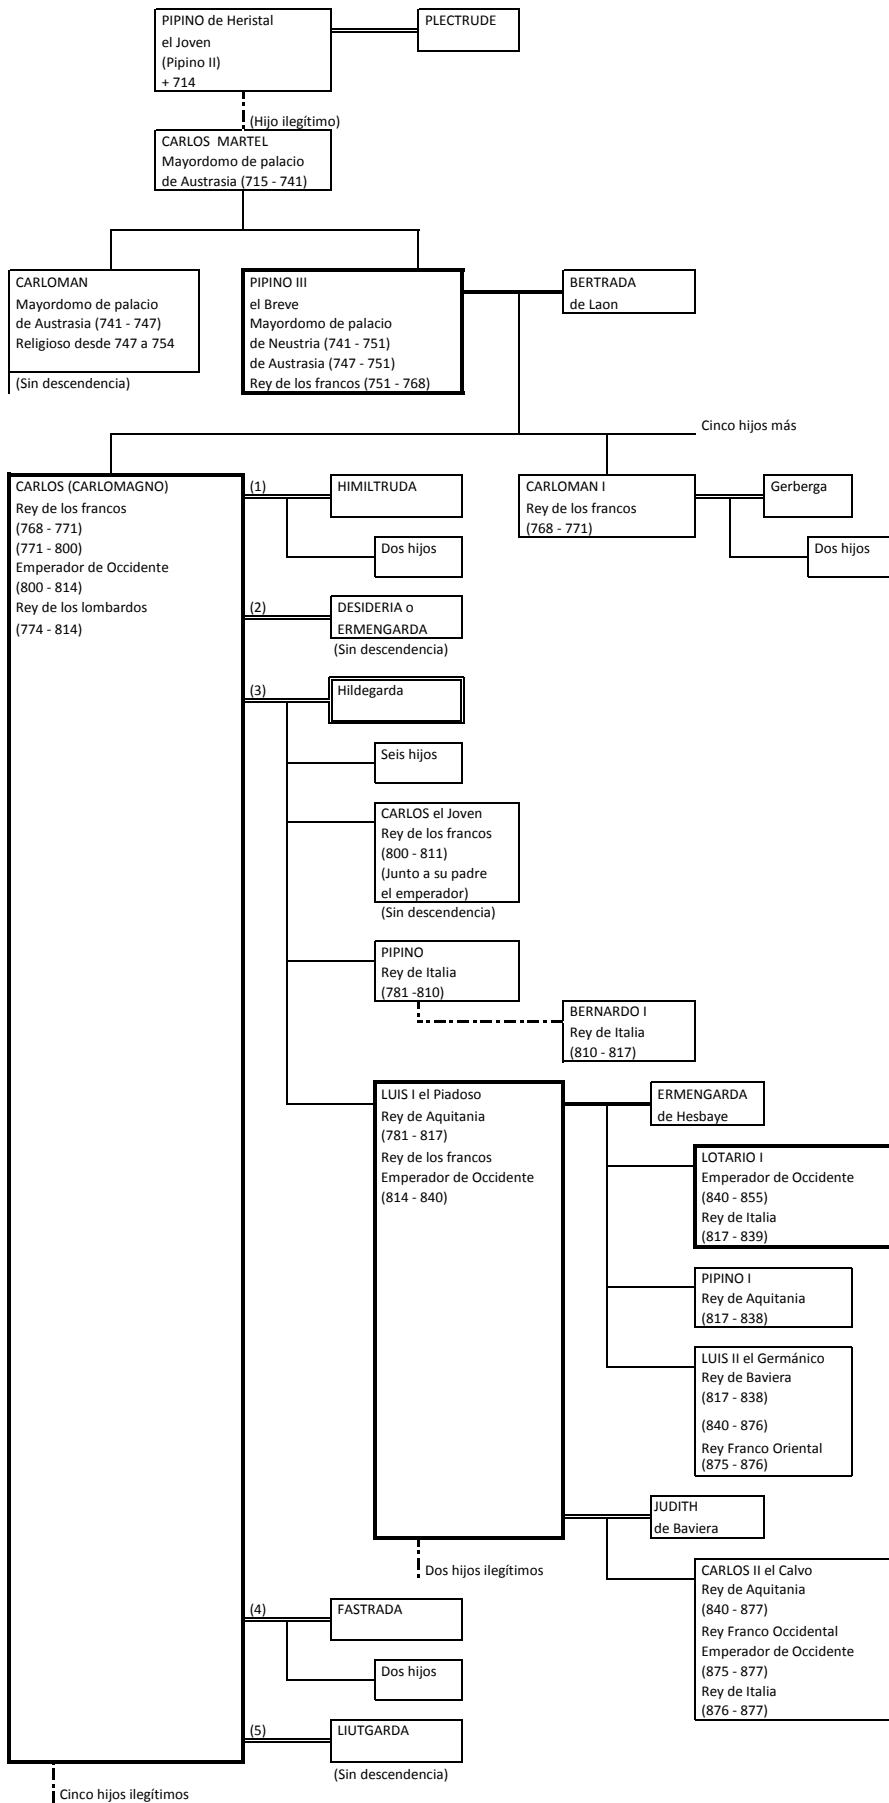 PIPINO de Heristal
el Joven
(Pipino II)
+ 714
PLECTRUDE
(Hijo ilegítimo)
CARLOS MARTEL
Mayordomo de palacio
de Austrasia (715 - 741)
CARLOMAN
Mayordomo de palacio
de Austrasia (741 - 747)
Religioso desde 747 a 754
(Sin descendencia)
PIPINO III
el Breve
Mayordomo de palacio
de Neustria (741 - 751)
de Austrasia (747 - 751)
Rey de los francos (751 - 768)
BERTRADA
de Laon
Cinco hijos más
CARLOS (CARLOMAGNO)
Rey de los francos
(768 - 771)
(771 - 800)
Emperador de Occidente
(800 - 814)
Rey de los lombardos
(774 - 814)
(1)
HIMILTRUDA
Dos hijos
CARLOMAN I
Rey de los francos
(768 - 771)
Gerberga
Dos hijos
(2)
DESIDERIA o
ERMENGARDA
(Sin descendencia)
(3)
Hildegarda
Seis hijos
CARLOS el Joven
Rey de los francos
(800 - 811)
(Junto a su padre
el emperador)
(Sin descendencia)
PIPINO
Rey de Italia
(781 -810)
BERNARDO I
Rey de Italia
(810 - 817)
LUIS I el Piadoso
Rey de Aquitania
(781 - 817)
Rey de los francos
Emperador de Occidente
(814 - 840)
ERMENGARDA
de Hesbaye
LOTARIO I
Emperador de Occidente
(840 - 855)
Rey de Italia
(817 - 839)
PIPINO I
Rey de Aquitania
(817 - 838)
LUIS II el Germánico
Rey de Baviera
(817 - 838)
(840 - 876)
Rey Franco Oriental
(875 - 876)
JUDITH
de Baviera
Dos hijos ilegítimos
CARLOS II el Calvo
Rey de Aquitania
(840 - 877)
Rey Franco Occidental
Emperador de Occidente
(875 - 877)
Rey de Italia
(876 - 877)
(4)
FASTRADA
Dos hijos
(5)
LIUTGARDA
(Sin descendencia)
Cinco hijos ilegítimos